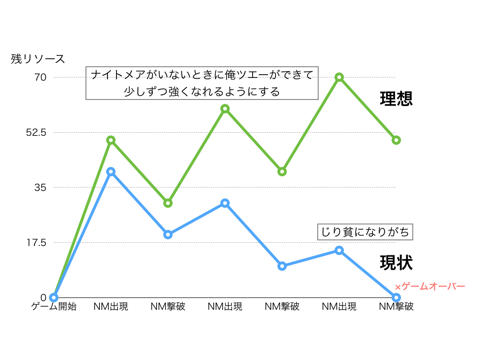 残リソース
70
52.5
35
17.5
0
ナイトメアがいないときに俺ツエーができて
少しずつ強くなれるようにする
理想
じり貧になりがち
現状
×ゲームオーバー
ゲーム開始
NM出現
NM撃破
NM出現
NM撃破
NM出現
NM撃破